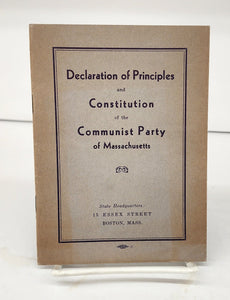 Declaration of Principles
and
Constitution
of the
Communist Party
of Massachusetts
State Headquarters
15 ESSEX STREET
BOSTON, MASS.